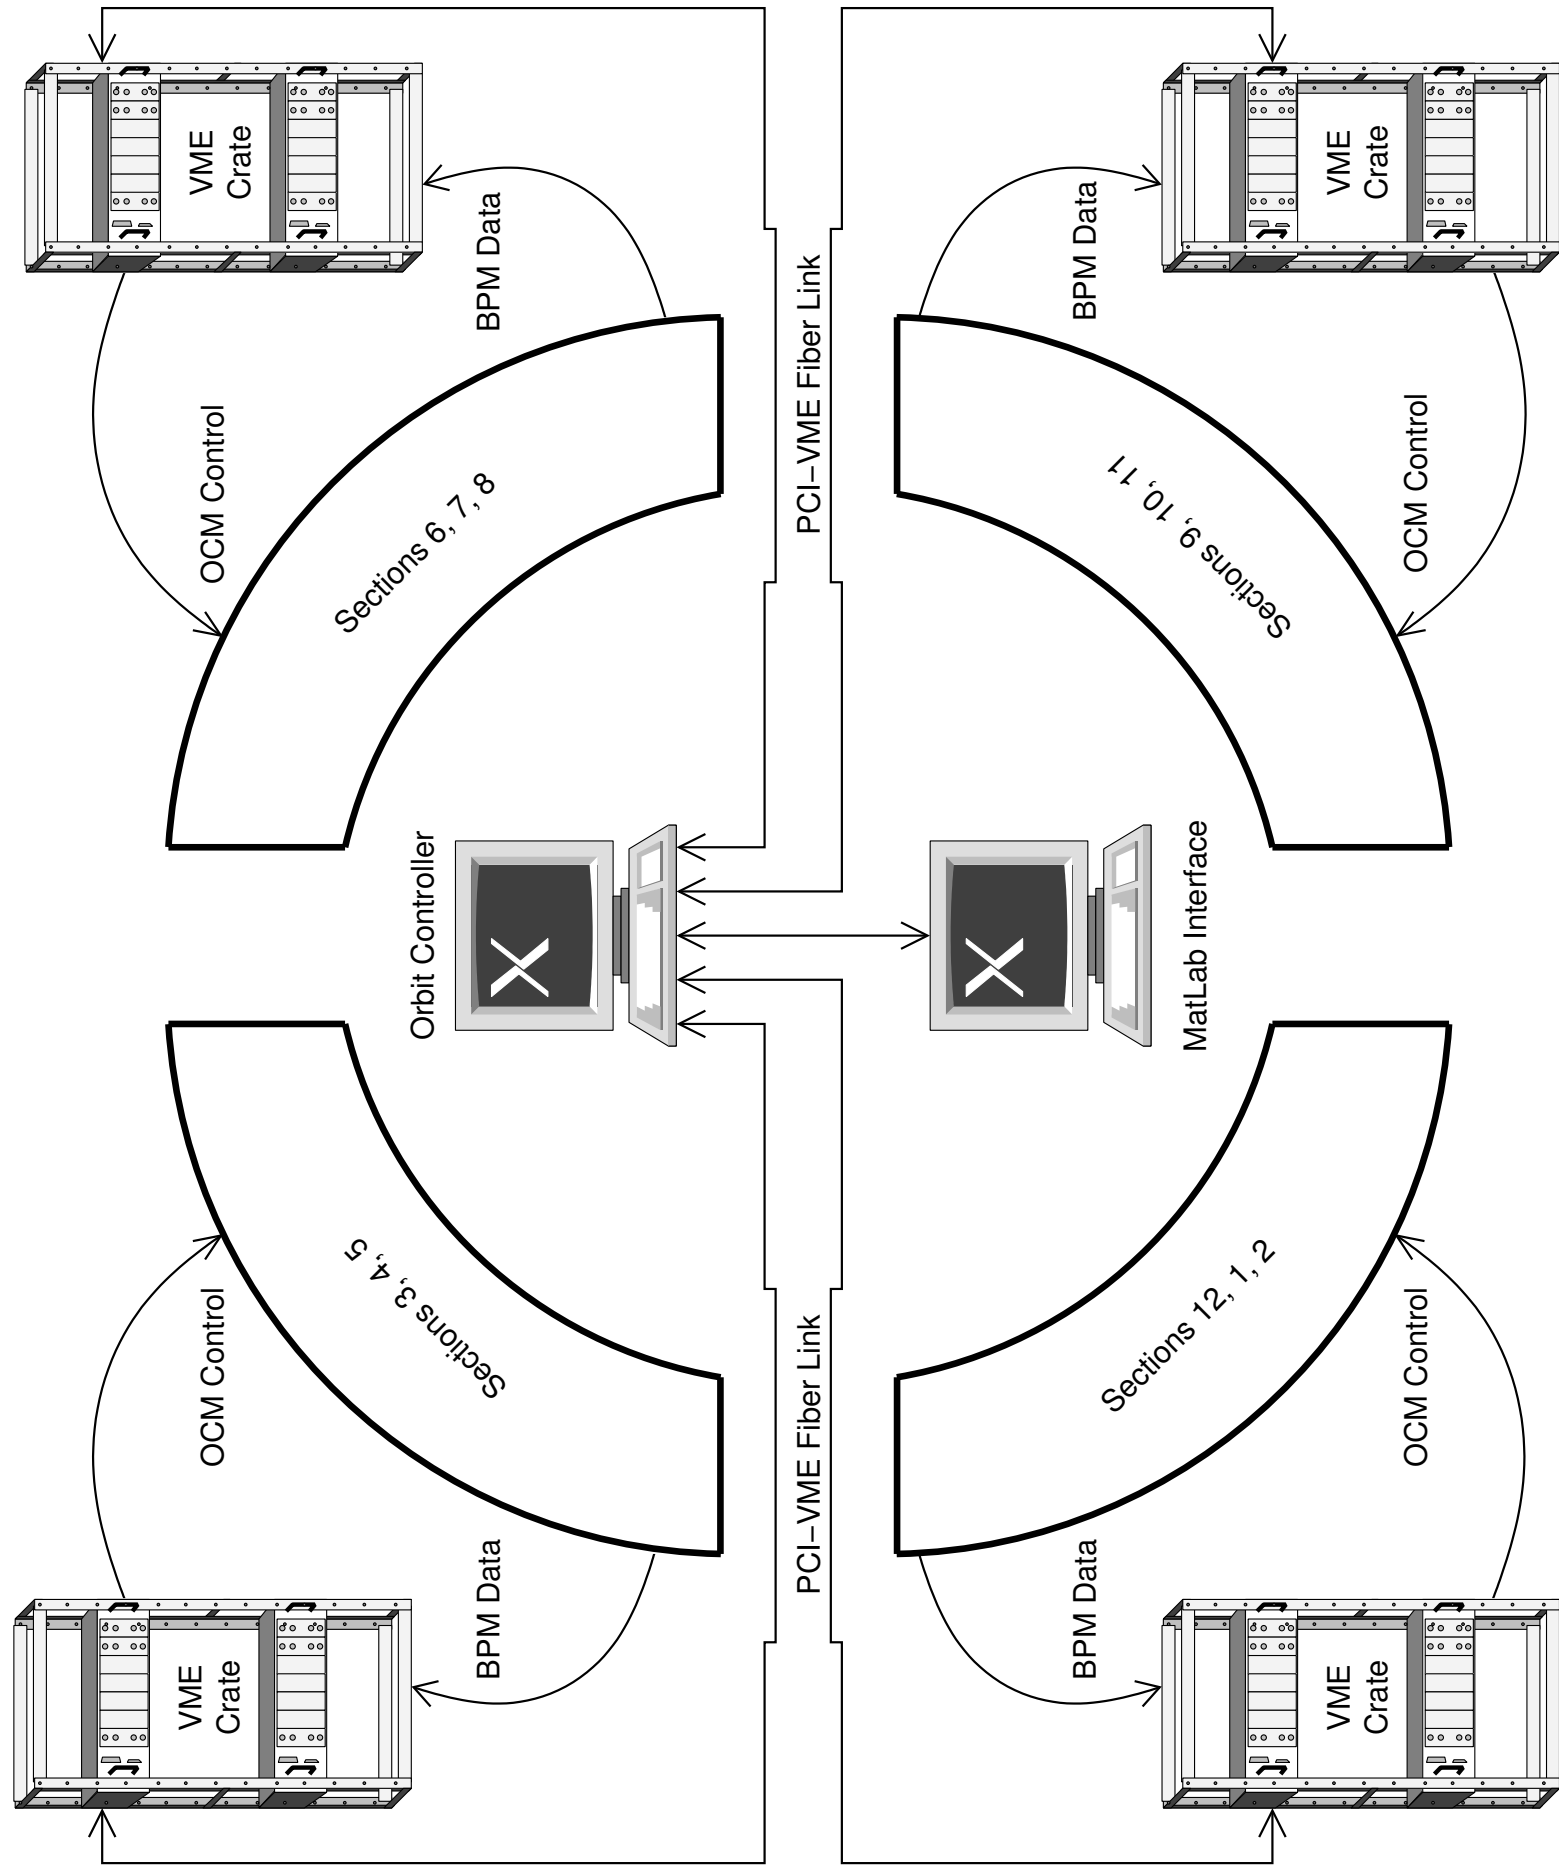 VME
Crate
BPM Data
OCM Control
Sections 6, 7, 8
VME
Crate
BPM Data
OCM Control
Sections 9, 10, 11
PCI−VME Fiber Link
Orbit Controller
MatLab Interface
Sections 3, 4, 5
OCM Control
BPM Data
VME
Crate
PCI−VME Fiber Link
Sections 12, 1, 2
OCM Control
BPM Data
VME
Crate